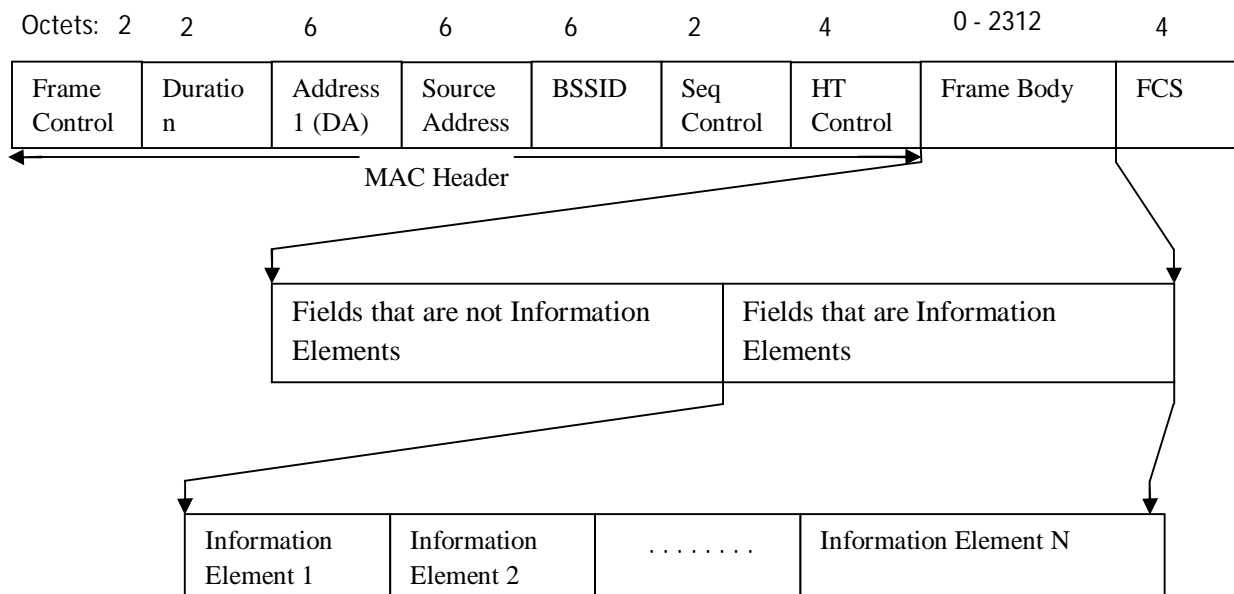 Octets: 2 2 6 6 6 2 4 0 - 2312 4
Frame Control
Duratio n
Address 1 (DA)
Source Address
BSSID
Seq Control
HT Control
Frame Body
FCS
MAC Header
Fields that are not Information Elements
Fields that are Information Elements
Information Element 1
Information Element 2
. . . . . . . .
Information Element N